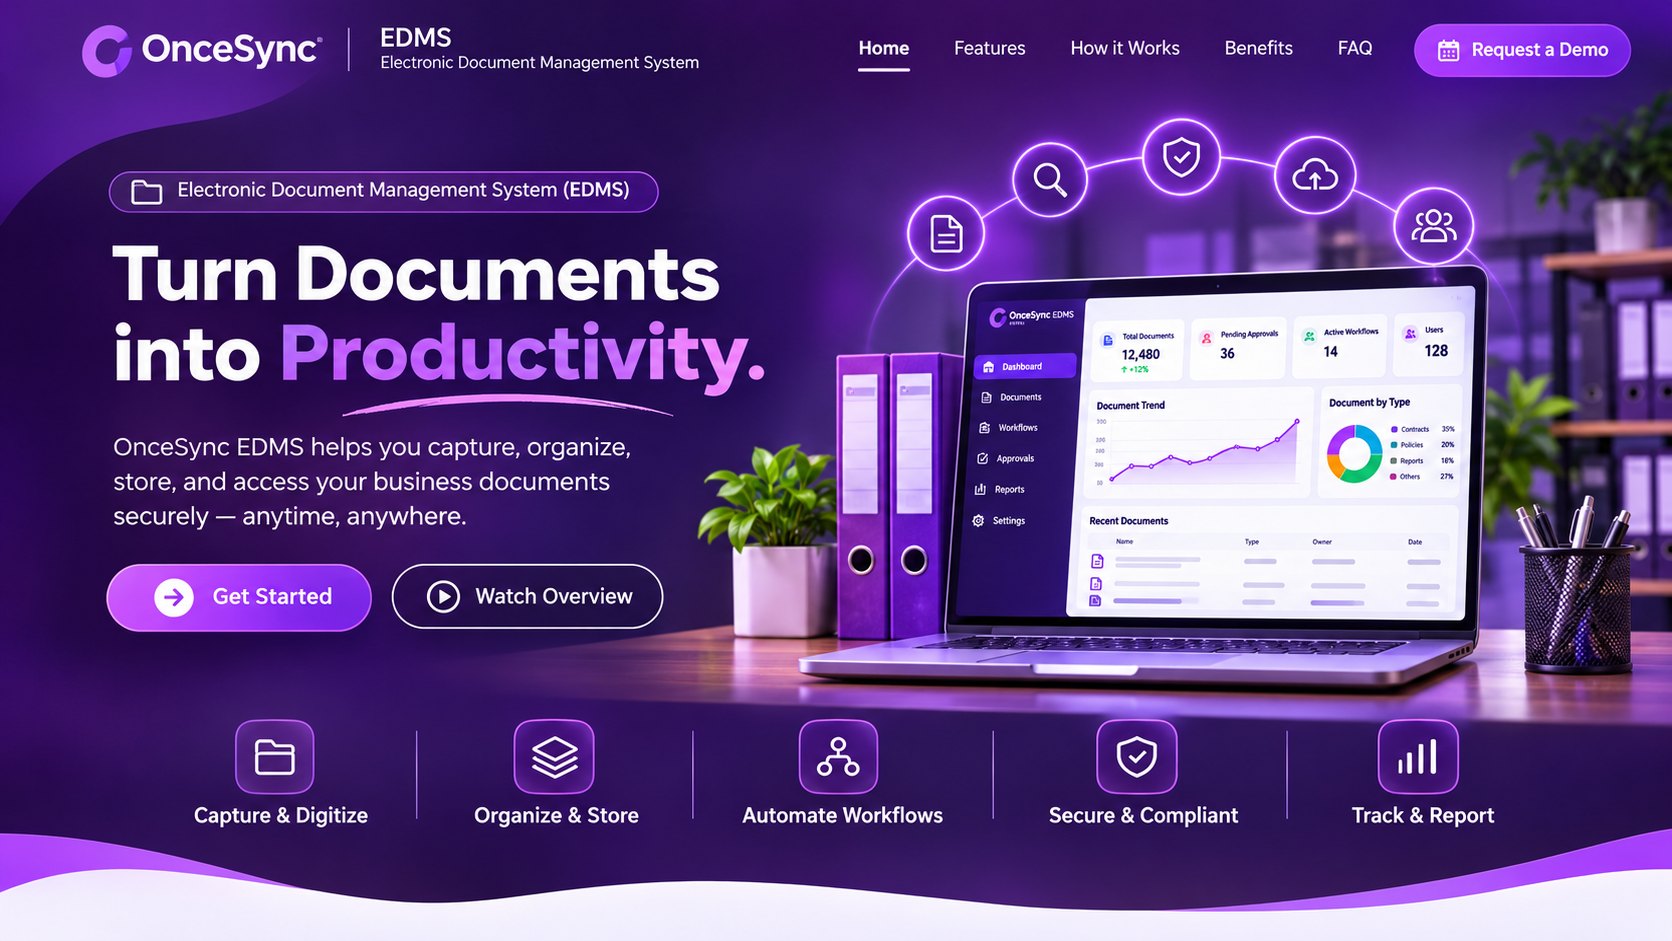 OnceSync
EDMS
Electronic Document Management System
Home
Features
How it Works
Benefits
FAQ
Request a Demo
Electronic Document Management System (EDMS)
Turn Documents
into Productivity.
OnceSync EDMS helps you capture, organize,
store, and access your business documents
securely — anytime, anywhere.
Get Started
Watch Overview
OnceSync EDMS
Dashboard
Documents
Workflows
Approvals
Reports
Settings
Total Documents
12,480
+12%
Pending Approvals
36
Active Workflows
14
Users
128
Document Trend
Document by Type
Contracts 35%
Policies 20%
Reports 18%
Others 27%
Recent Documents
Name Type Owner Date
Capture & Digitize
Organize & Store
Automate Workflows
Secure & Compliant
Track & Report